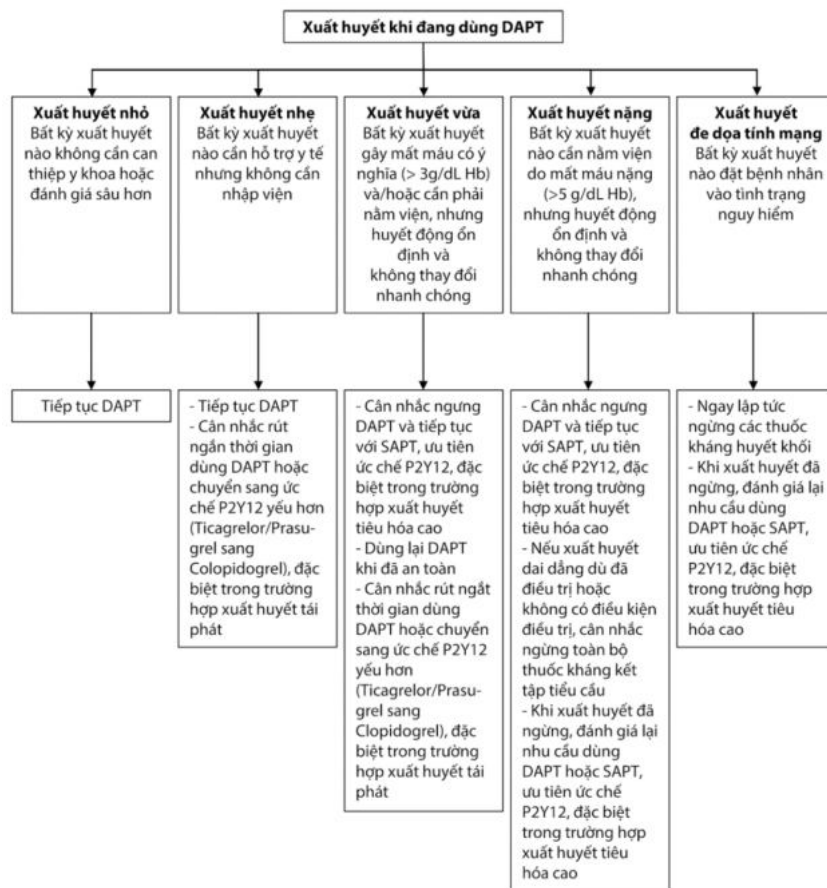 Xuất huyết khi đang dùng DAPT
Xuất huyết nhỏ
Bất kỳ xuất huyết
nào không cần can
thiệp y khoa hoặc
đánh giá sâu hơn
Xuất huyết nhẹ
Bất kỳ xuất huyết
nào cần hỗ trợ y tế
nhưng không cần
nhập viện
Xuất huyết vừa
Bất kỳ xuất huyết
gây mất máu có ý
nghĩa (> 3g/dL Hb)
và/hoặc cần phải
nằm viện, nhưng
huyết động ổn
định và
không thay đổi
nhanh chóng
Xuất huyết nặng
Bất kỳ xuất huyết
nào cần nằm viện
do mất máu nặng
(>5 g/dL Hb),
nhưng huyết động
ổn định và
không thay đổi
nhanh chóng
Xuất huyết
đe dọa tính mạng
Bất kỳ xuất huyết
nào đặt bệnh nhân
vào tình trạng
nguy hiểm
Tiếp tục DAPT
- Tiếp tục DAPT
- Cân nhắc rút
ngắn thời gian
dùng DAPT hoặc
chuyển sang ức
chế P2Y12 yếu hơn
(Ticagrelor/Prasu-
grel sang
Colopidogrel), đặc
biệt trong trường
hợp xuất huyết tái
phát
- Cân nhắc ngưng
DAPT và tiếp tục
với SAPT, ưu tiên
ức chế P2Y12, đặc
biệt trong trường
hợp xuất huyết
tiêu hóa cao
- Dùng lại DAPT
khi đã an toàn
- Cân nhắc rút ngắt
thời gian dùng
DAPT hoặc chuyển
sang ức chế P2Y12
yếu hơn
(Ticagrelor/Prasu-
grel sang
Clopidogrel), đặc
biệt trong trường
hợp xuất huyết tái
phát
- Cân nhắc ngưng
DAPT và tiếp tục
với SAPT, ưu tiên
ức chế P2Y12, đặc
biệt trong trường
hợp xuất huyết
tiêu hóa cao
- Nếu xuất huyết
dai dẳng dù đã
điều trị hoặc
không có điều kiện
điều trị, cân nhắc
ngừng toàn bộ
thuốc kháng kết
tập tiểu cầu
- Khi xuất huyết đã
ngừng, đánh giá lại
nhu cầu dùng
DAPT hoặc SAPT,
ưu tiên ức chế
P2Y12, đặc biệt
trong trường hợp
xuất huyết tiêu
hóa cao
- Ngay lập tức
ngừng các thuốc
kháng huyết khối
- Khi xuất huyết đã
ngừng, đánh giá lại
nhu cầu dùng
DAPT hoặc SAPT,
ưu tiên ức chế
P2Y12, đặc biệt
trong trường hợp
xuất huyết tiêu
hóa cao